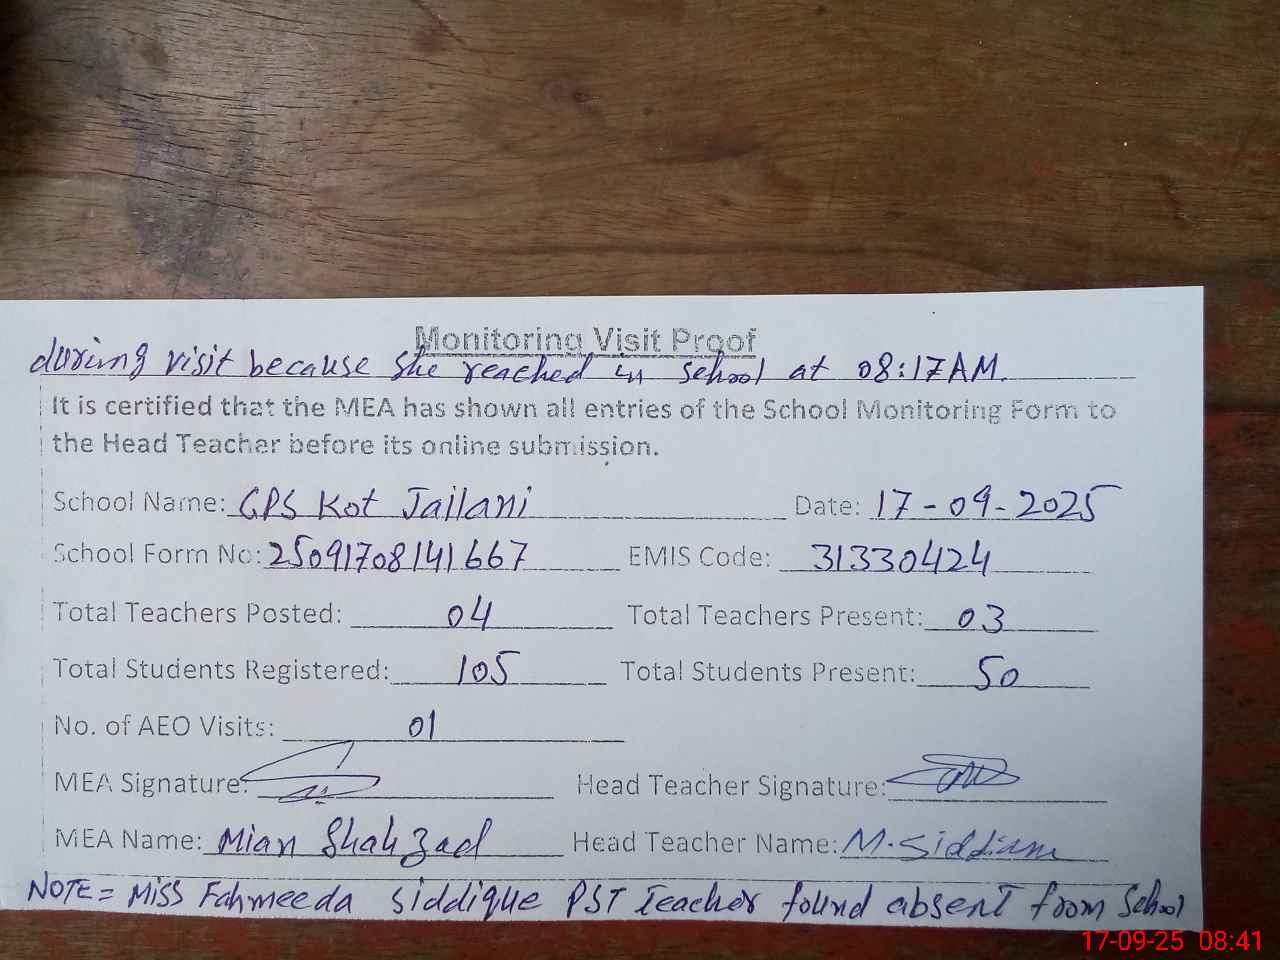 Monitoring Visit Proof
during visit because she reached in school at 08:17AM.
It is certified that the MEA has shown all entries of the School Monitoring Form to
the Head Teacher before its online submission.
School Name: GPS Kot Jailani Date: 17-09-2025
School Form No: 25091708141667 EMIS Code: 31330424
Total Teachers Posted: 04 Total Teachers Present: 03
Total Students Registered: 105 Total Students Present: 50
No. of AEO Visits: 01
MEA Signature: Head Teacher Signature:
MEA Name: Mian Shahzad Head Teacher Name: M.
NOTE = Miss Fahmeeda Siddique PST Teacher found absent from School
17-09-25 08:41